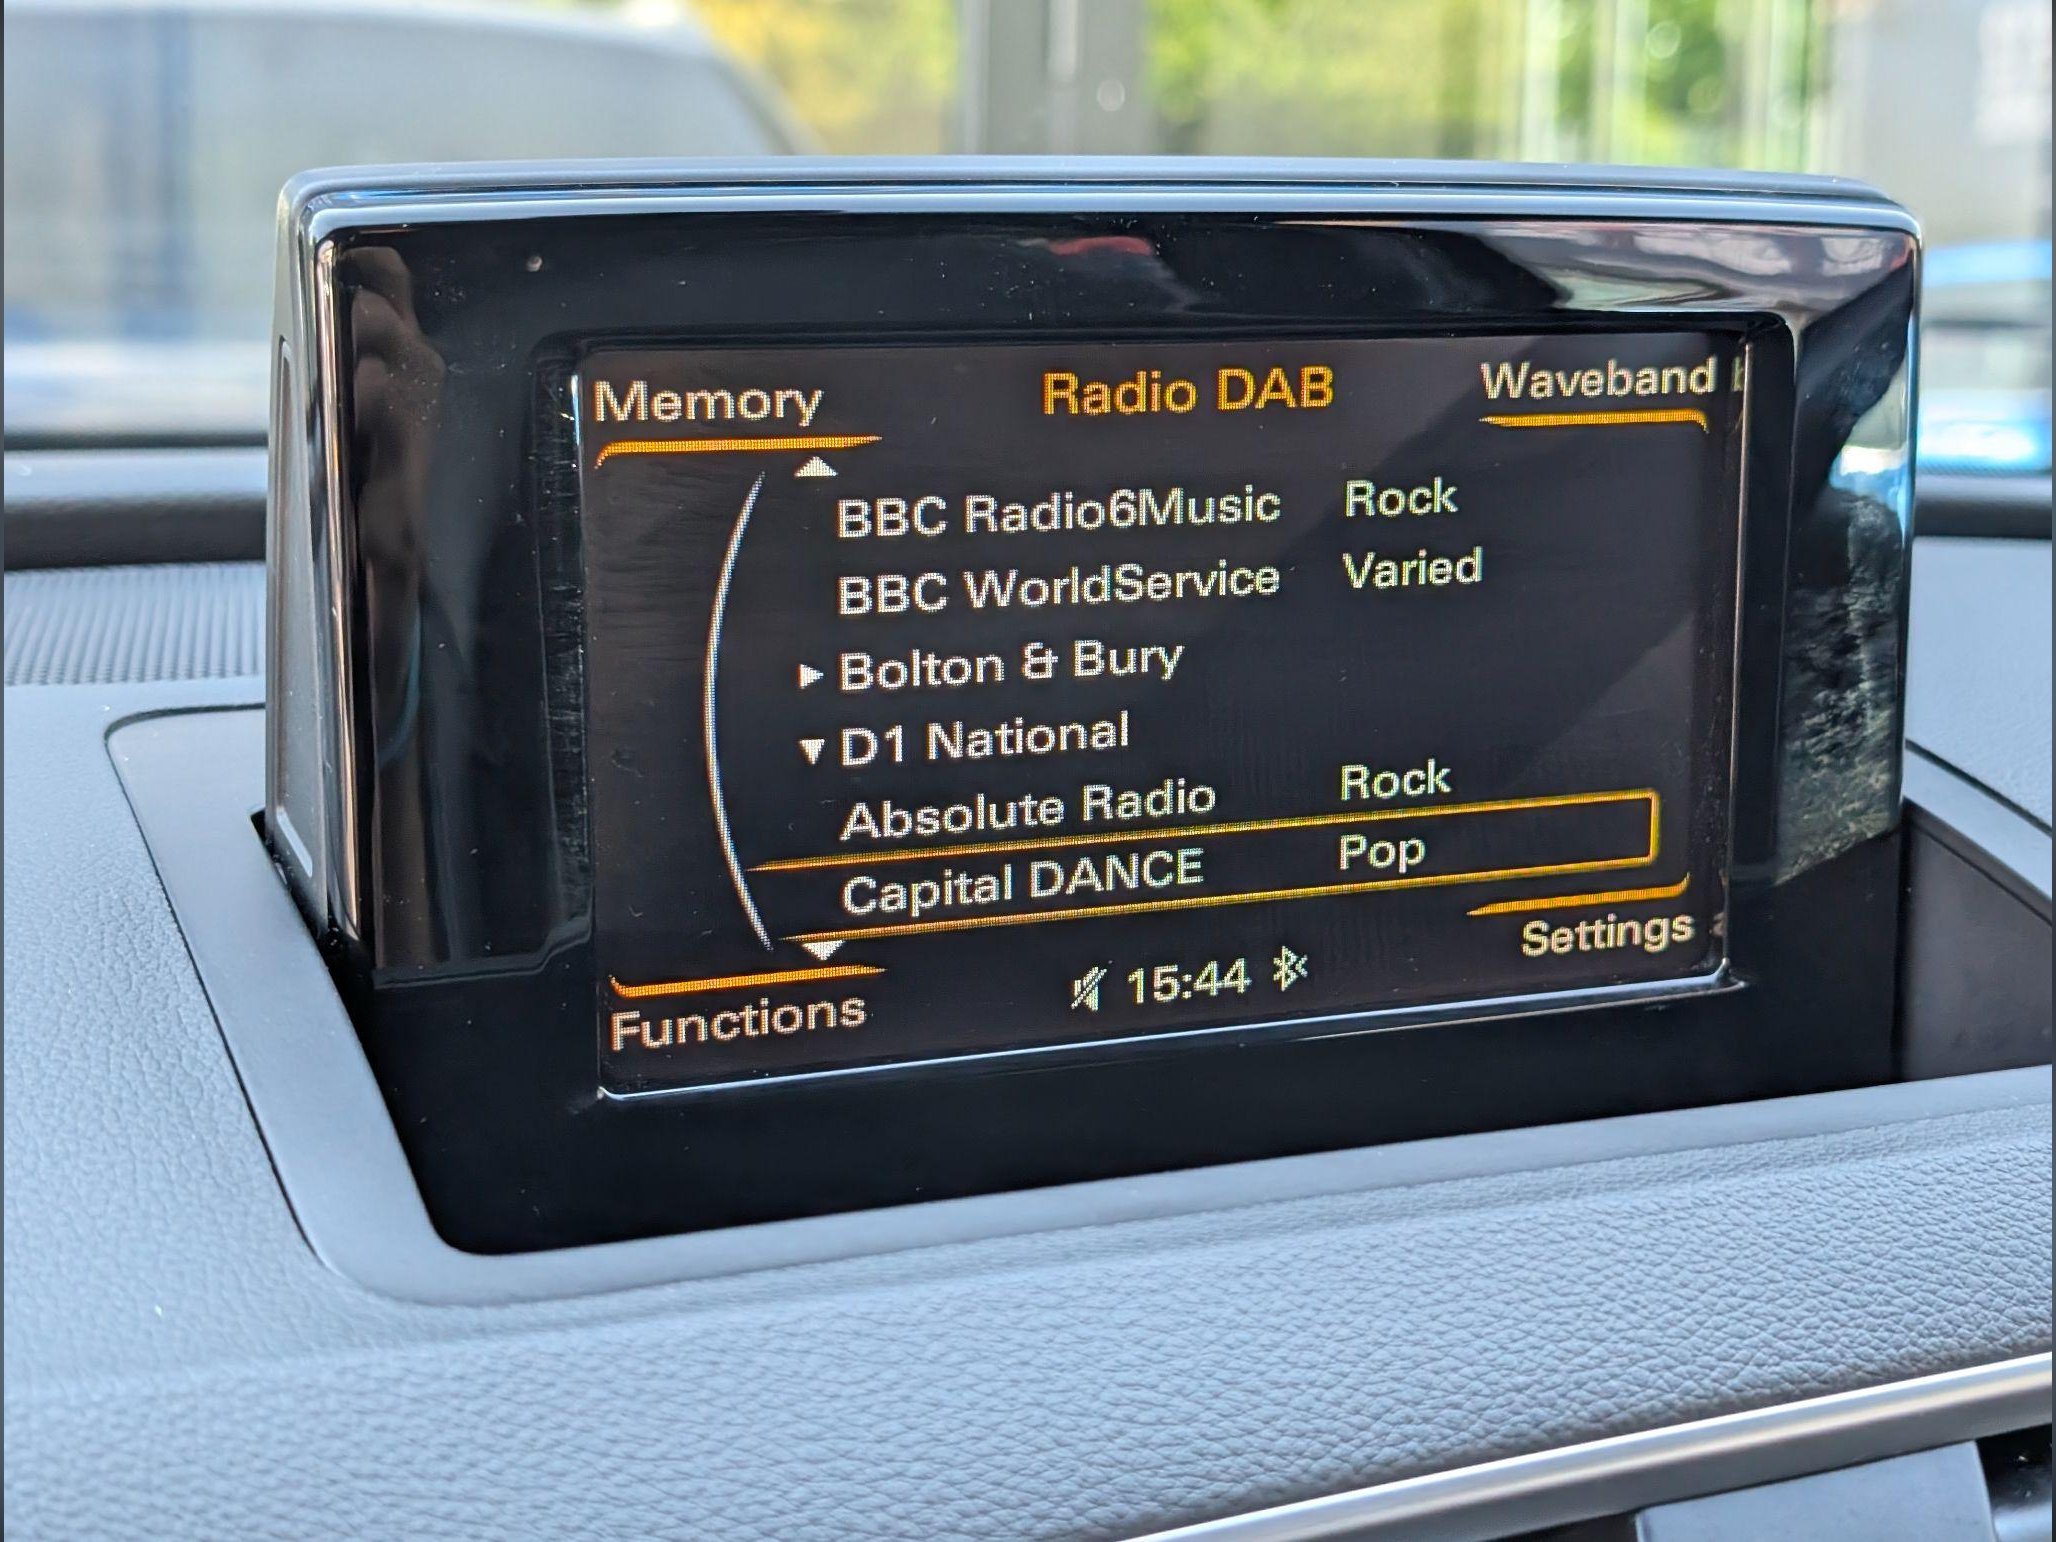 Memory Radio DAB Waveband
BBC Radio6Music Rock
BBC WorldService Varied
Bolton & Bury
D1 National
Absolute Radio Rock
Capital DANCE Pop
Settings
Functions 15:44